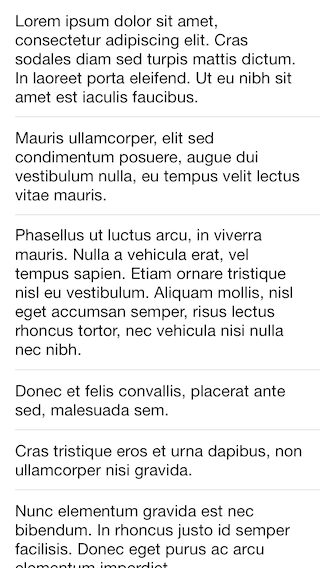 Lorem ipsum dolor sit amet,
consectetur adipiscing elit. Cras
sodales diam sed turpis mattis dictum.
In laoreet porta eleifend. Ut eu nibh sit
amet est iaculis faucibus.
Mauris ullamcorper, elit sed
condimentum posuere, augue dui
vestibulum nulla, eu tempus velit lectus
vitae mauris.
Phasellus ut luctus arcu, in viverra
mauris. Nulla a vehicula erat, vel
tempus sapien. Etiam ornare tristique
nisl eu vestibulum. Aliquam mollis, nisl
eget accumsan semper, risus lectus
rhoncus tortor, nec vehicula nisi nulla
nec nibh.
Donec et felis convallis, placerat ante
sed, malesuada sem.
Cras tristique eros et urna dapibus, non
ullamcorper nisi gravida.
Nunc elementum gravida est nec
bibendum. In rhoncus justo id semper
facilisis. Donec eget purus ac arcu
elementum imperdiet